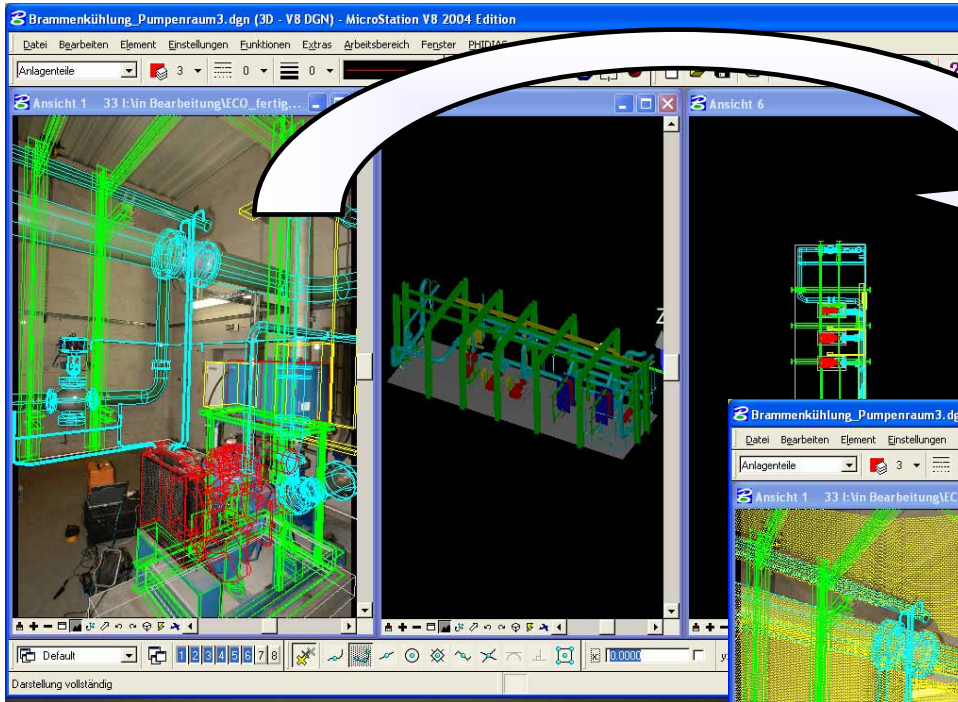 Brammenkühlung_Pumpenraum3.dgn (3D - V8 DGN) - MicroStation V8 2004 Edition
Datei Bearbeiten Element Einstellungen Funktionen Extras Arbeitsbereich Fenster PHIDIAS
Anlagenteile 3 0 0
Ansicht 1 33 I:\in Bearbeitung\ECO_fertig...
Ansicht 6
Z
Brammenkühlung_Pumpenraum3.dg
Datei Bearbeiten Element Einstellungen
Anlagenteile 3
Ansicht 1 33 I:\in Bearbeitung\EC
Default 1 2 3 4 5 6 7 8 0.0000 y:
Darstellung vollständig